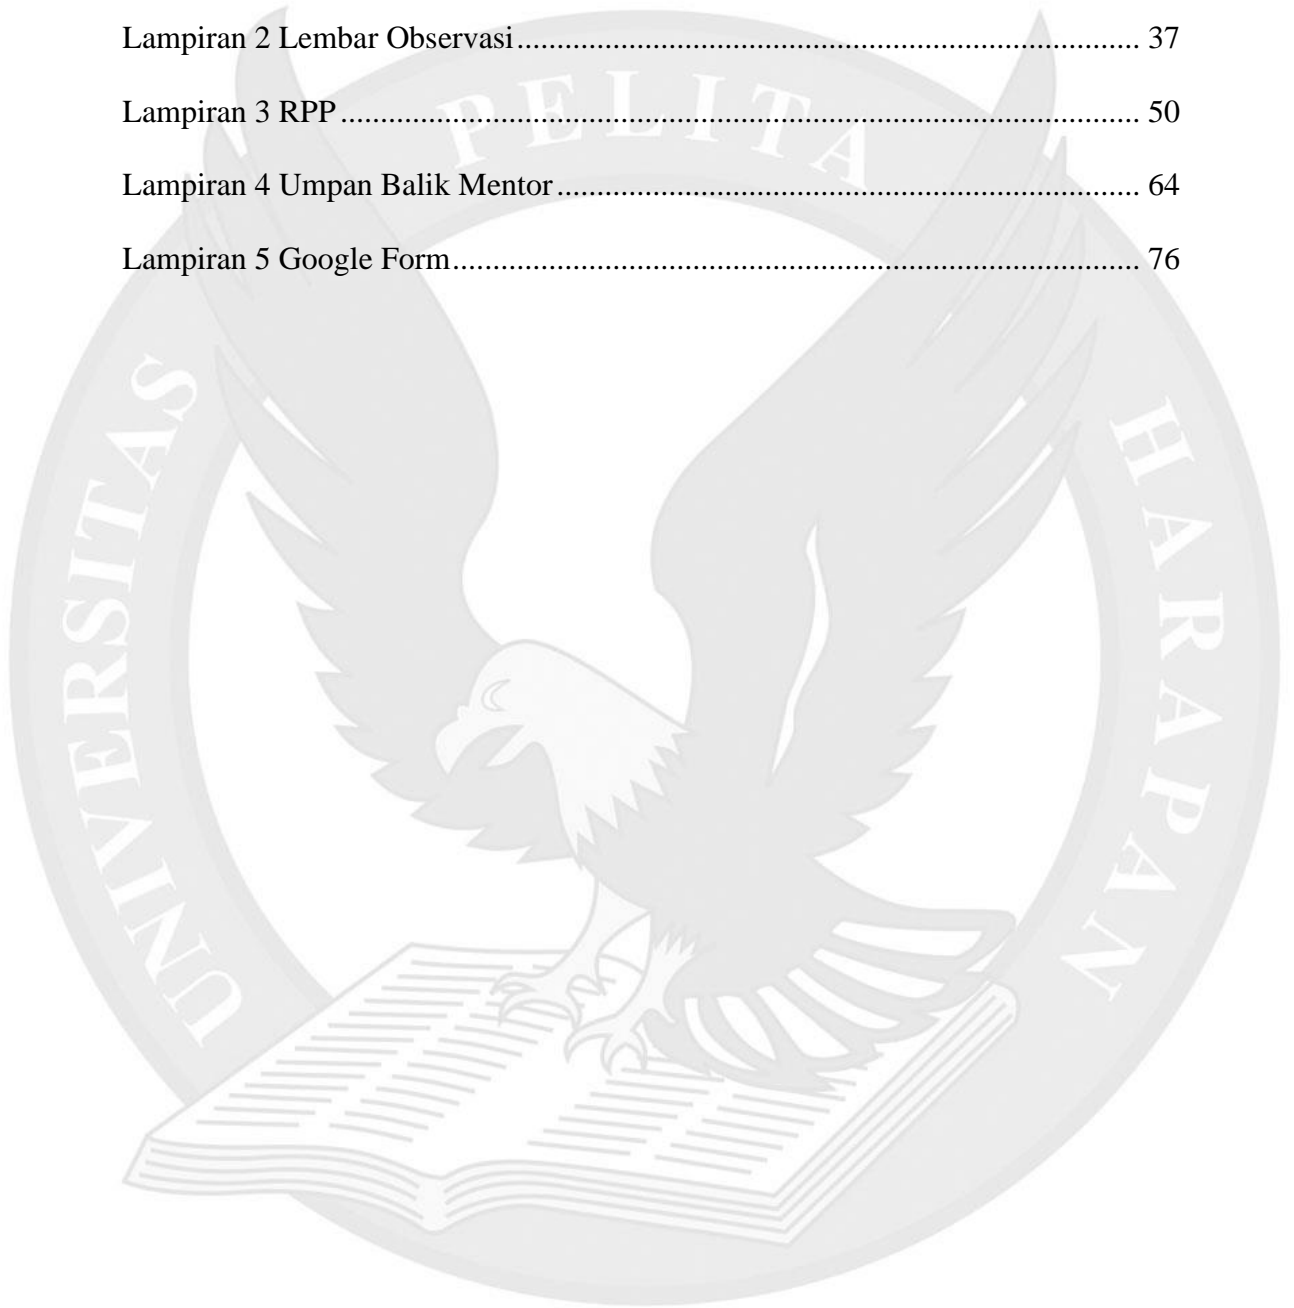 Lampiran 2 Lembar Observasi............................................................................... 37
Lampiran 3 RPP..................................................................................................... 50
Lampiran 4 Umpan Balik Mentor.......................................................................... 64
Lampiran 5 Google Form....................................................................................... 76
UNIVERSITAS PELITA HARAPAN